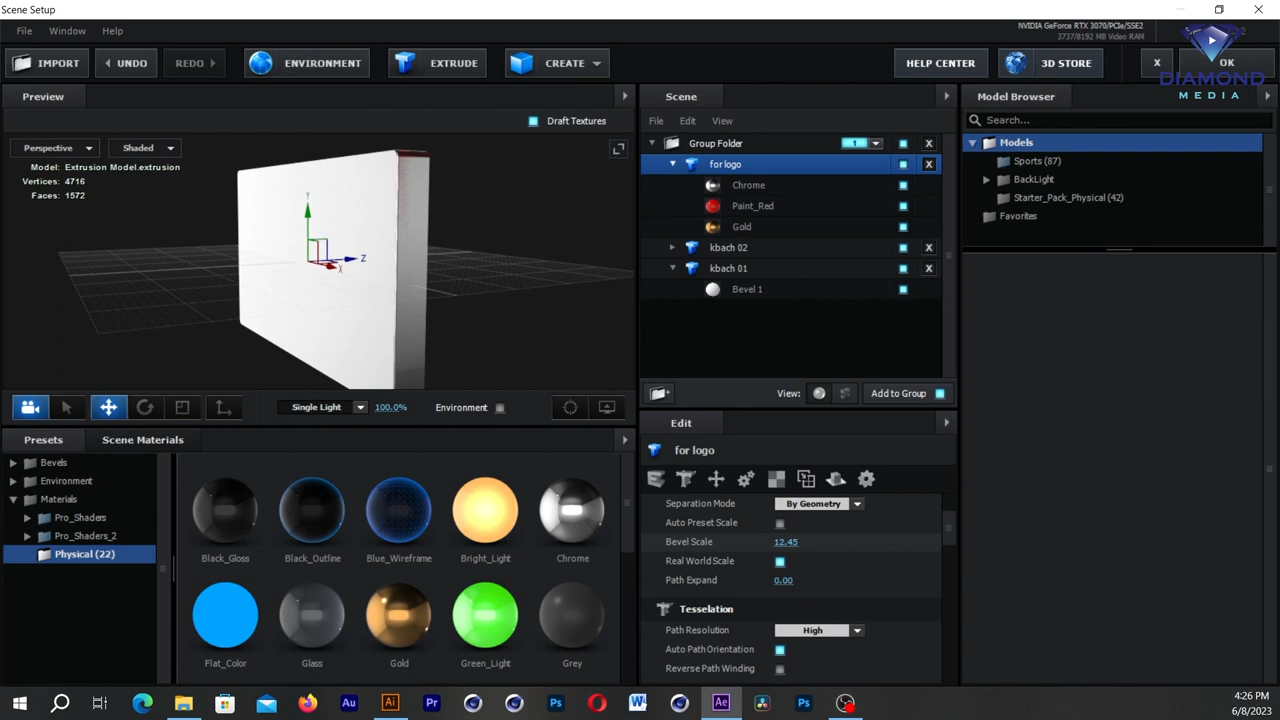 Scene Setup
File Window Help
NVIDIA GeForce RTX 3070/PCIe/SSE2
3737/8192 MB Video RAM
IMPORT UNDO REDO ENVIRONMENT EXTRUDE CREATE HELP CENTER 3D STORE X OK
DIAMOND
MEDIA
Preview
Draft Textures
Perspective Shaded
Model: Extrusion Model.extrusion
Vertices: 4716
Faces: 1572
Y
Z
X
Single Light 100.0% Environment
Presets Scene Materials
Bevels
Environment
Materials
Pro_Shaders
Pro_Shaders_2
Physical (22)
Black_Gloss Black_Outline Blue_Wireframe Bright_Light Chrome
Flat_Color Glass Gold Green_Light Grey
Scene
File Edit View
Group Folder 1 X
for logo X
Chrome
Paint_Red
Gold
kbach 02 X
kbach 01 X
Bevel 1
View: Add to Group
Edit
for logo
Separation Mode By Geometry
Auto Preset Scale
Bevel Scale 12.45
Real World Scale
Path Expand 0.00
Tesselation
Path Resolution High
Auto Path Orientation
Reverse Path Winding
Model Browser
Search...
Models
Sports (87)
BackLight
Starter_Pack_Physical (42)
Favorites
Au Ai Pr Ps W Ae Ps
4:26 PM
6/8/2023